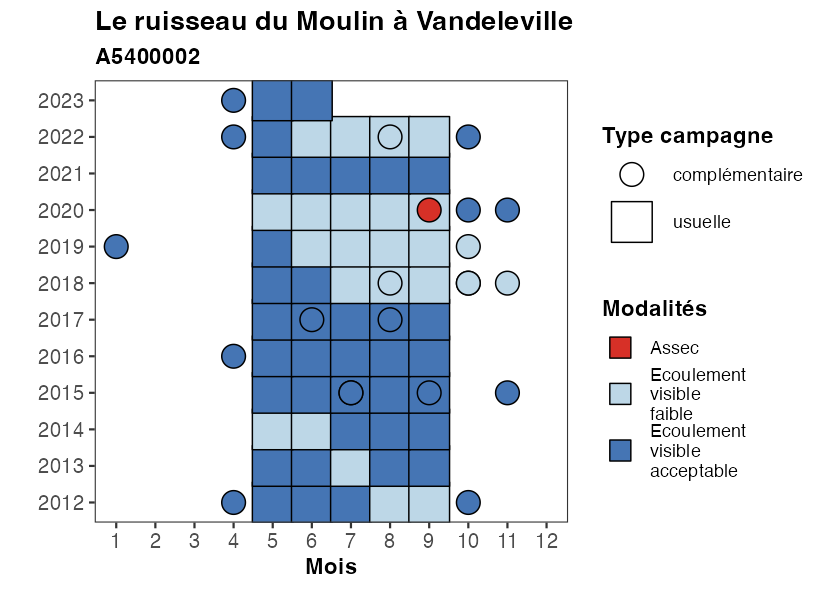 Le ruisseau du Moulin à Vandeleville
A5400002
2023
2022
2021
2020
2019
2018
2017
2016
2015
2014
2013
2012
1 2 3 4 5 6 7 8 9 10 11 12
Mois
Type campagne
complémentaire
usuelle
Modalités
Assec
Ecoulement
visible
faible
Ecoulement
visible
acceptable